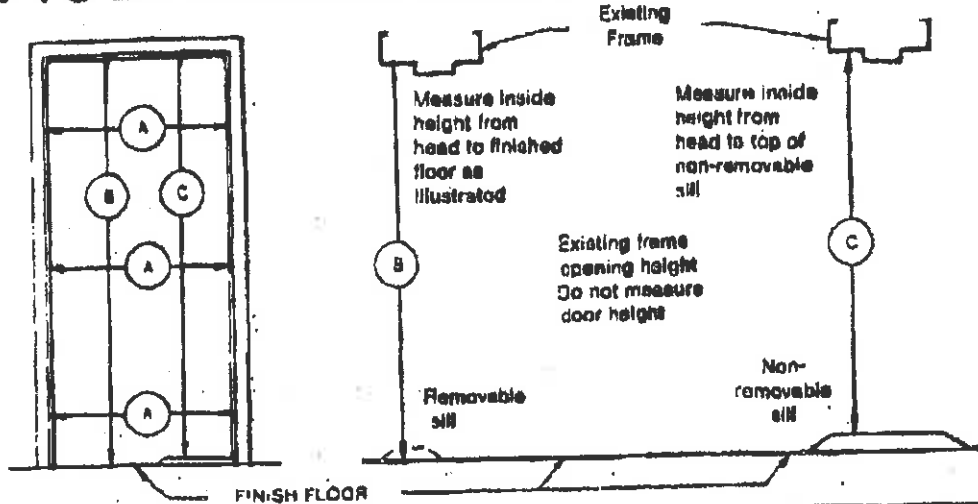 Existing
Frame
Measure inside
height from
head to finished
floor as
illustrated
Measure inside
height from
head to top of
non-removable
sill
A
B
C
A
A
B
C
Existing frame
opening height
Do not measure
door height
Removable
sill
Non-
removable
sill
FINISH FLOOR